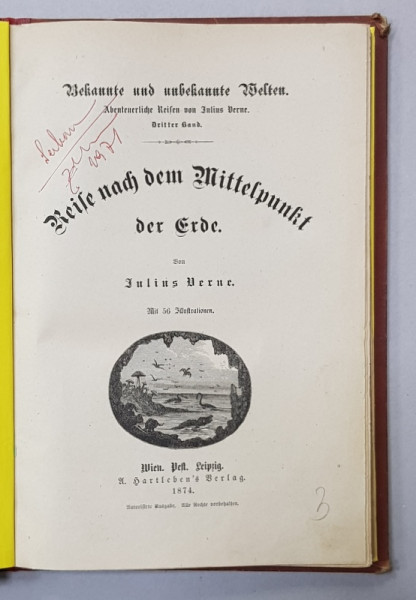 Bekannte und unbekannte Welten.
Abenteuerliche Reisen von Julius Verne.
Dritter Band.
1971
Reise nach dem Mittelpunkt
der Erde.
Von
Julius Verne.
Mit 56 Illustrationen.
Wien. Pest. Leipzig.
A. Hartleben's Verlag.
1874.
Autorisirte Ausgabe. Alle Rechte vorbehalten.
3